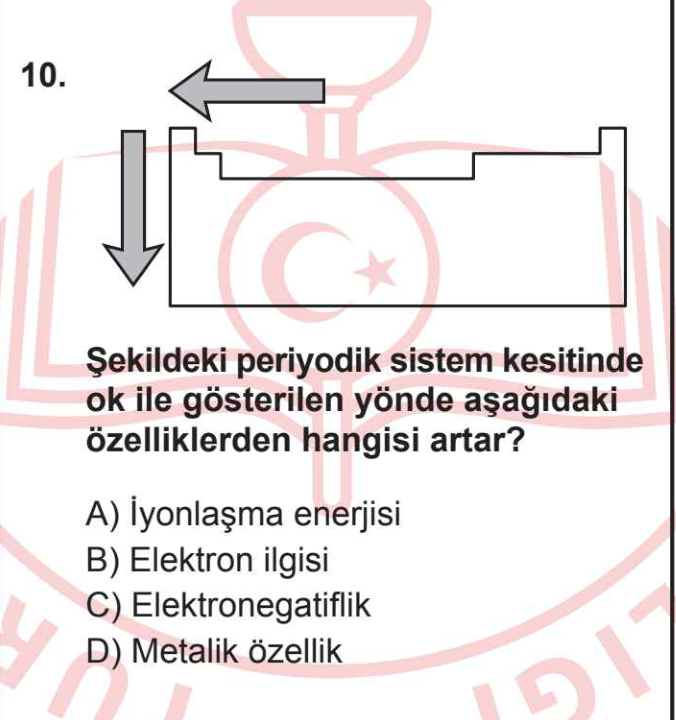 10.
Şekildeki periyodik sistem kesitinde
ok ile gösterilen yönde aşağıdaki
özelliklerden hangisi artar?
A) İyonlaşma enerjisi
B) Elektron ilgisi
C) Elektronegatiflik
D) Metalik özellik